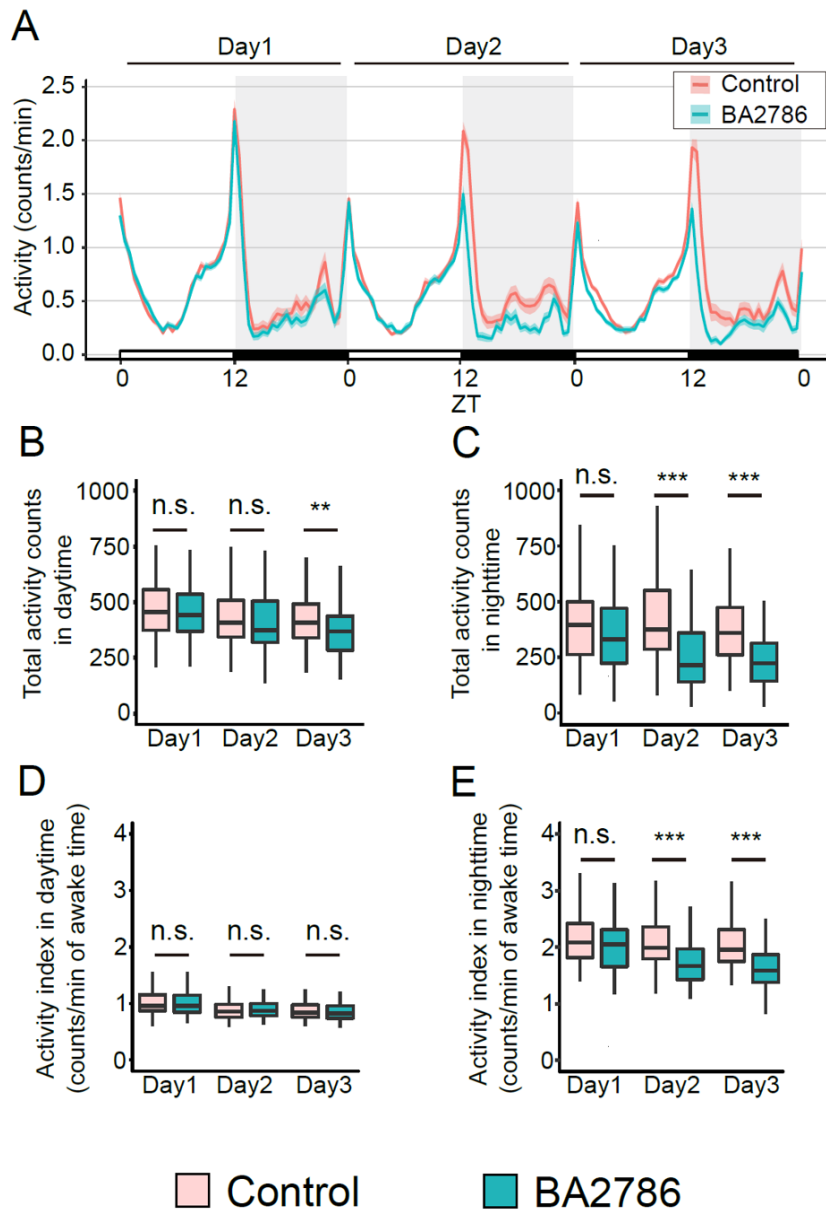 A
Day1 Day2 Day3
Activity (counts/min)
2.5
2.0
1.5
1.0
0.5
0.0
Control
BA2786
0 12 0 12 0 12 0
ZT
B
Total activity counts
in daytime
1000
750
500
250
0
n.s. n.s. **
Day1 Day2 Day3
C
Total activity counts
in nighttime
1000
750
500
250
0
n.s. *** ***
Day1 Day2 Day3
D
Activity index in daytime
(counts/min of awake time)
4
3
2
1
0
n.s. n.s. n.s.
Day1 Day2 Day3
E
Activity index in nighttime
(counts/min of awake time)
4
3
2
1
0
n.s. *** ***
Day1 Day2 Day3
Control BA2786